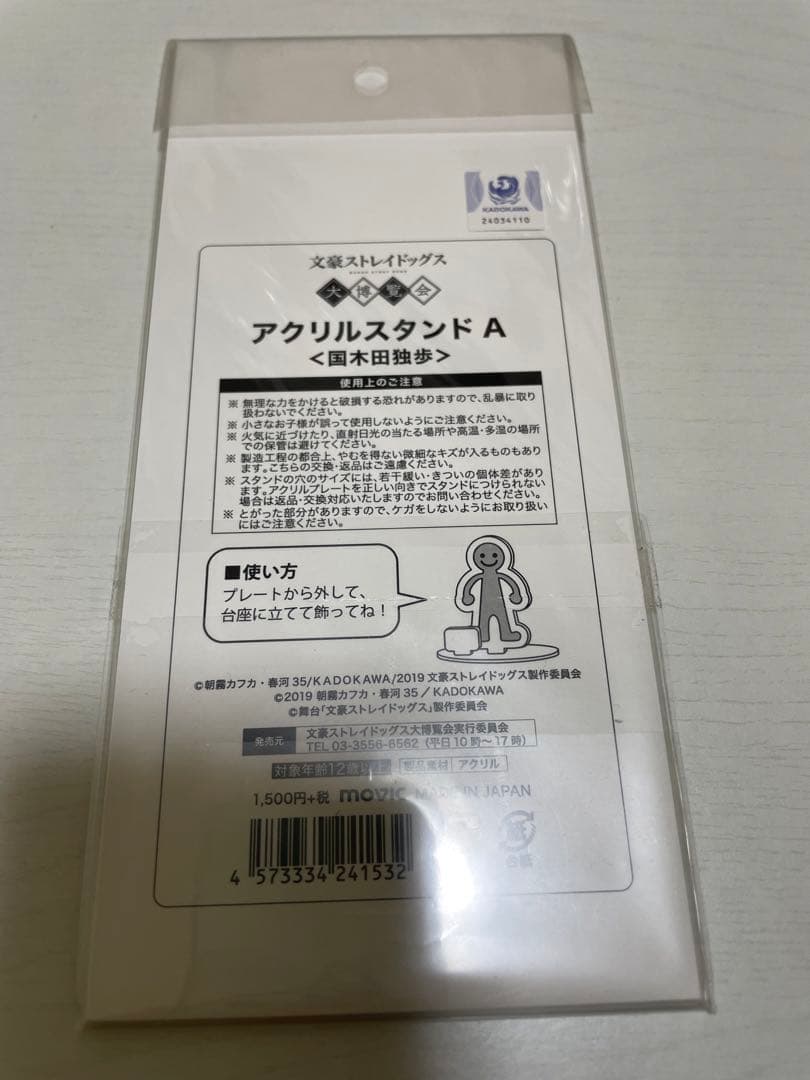 KADOKAWA
24034110
文豪ストレイドッグス
BUNGO STRAY DOGS
大博覧会
アクリルスタンド A
＜国木田独歩＞
使用上のご注意
※ 無理な力をかけると破損する恐れがありますので、乱暴に取り
扱わないでください。
※ 小さなお子様が誤って使用しないようにご注意ください。
※ 火気に近づけたり、直射日光の当たる場所や高温・多湿の場所
での保管は避けてください。
※ 製造工程の都合上、やむを得ない微細なキズが入るものもあり
ます。こちらの交換・返品はご遠慮ください。
※ スタンドの穴のサイズには、若干緩い・きついの個体差があり
ます。アクリルプレートを正しい向きでスタンドにつけられない
場合は返品・交換対応いたしますのでお問い合わせください。
※ とがった部分がありますので、ケガをしないようにお取り扱い
にはご注意ください。
■使い方
プレートから外して、
台座に立てて飾ってね！
©朝霧カフカ・春河35/KADOKAWA/2019 文豪ストレイドッグス製作委員会
©2019 朝霧カフカ・春河35／KADOKAWA
©舞台「文豪ストレイドッグス」製作委員会
発売元 文豪ストレイドッグス大博覧会実行委員会
TEL 03-3556-6562（平日10時〜17時）
対象年齢12歳以上 製品素材 アクリル
1,500円+税 movic MADE IN JAPAN
4 573334 241532
台紙